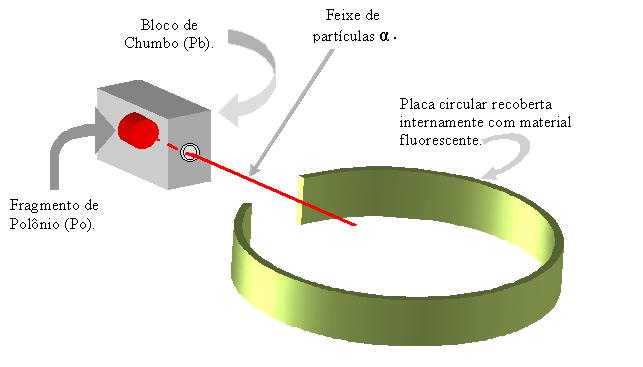 Bloco de
Chumbo (Pb).
Feixe de
partículas α .
Placa circular recoberta
internamente com material
fluorescente.
Fragmento de
Polônio (Po).